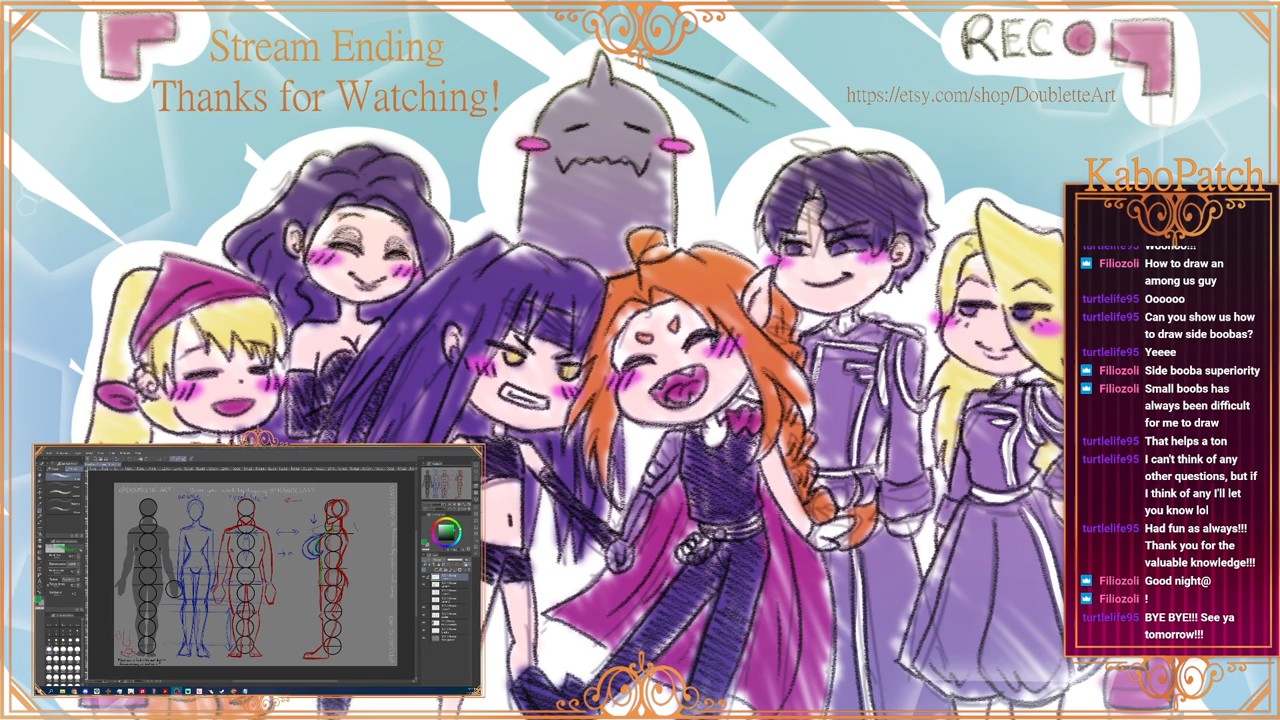 Stream Ending
Thanks for Watching!
REC
https://etsy.com/shop/DoubletteArt
KaboPatch
turtlelife95 Woohoo!!!
Filiozoli How to draw an
among us guy
turtlelife95 Oooooo
turtlelife95 Can you show us how
to draw side boobas?
turtlelife95 Yeeee
Filiozoli Side booba superiority
Filiozoli Small boobs has
always been difficult
for me to draw
turtlelife95 That helps a ton
turtlelife95 I can't think of any
other questions, but if
I think of any I'll let
you know lol
turtlelife95 Had fun as always!!!
Thank you for the
valuable knowledge!!!
Filiozoli Good night@
Filiozoli !
turtlelife95 BYE BYE!!! See ya
tomorrow!!!